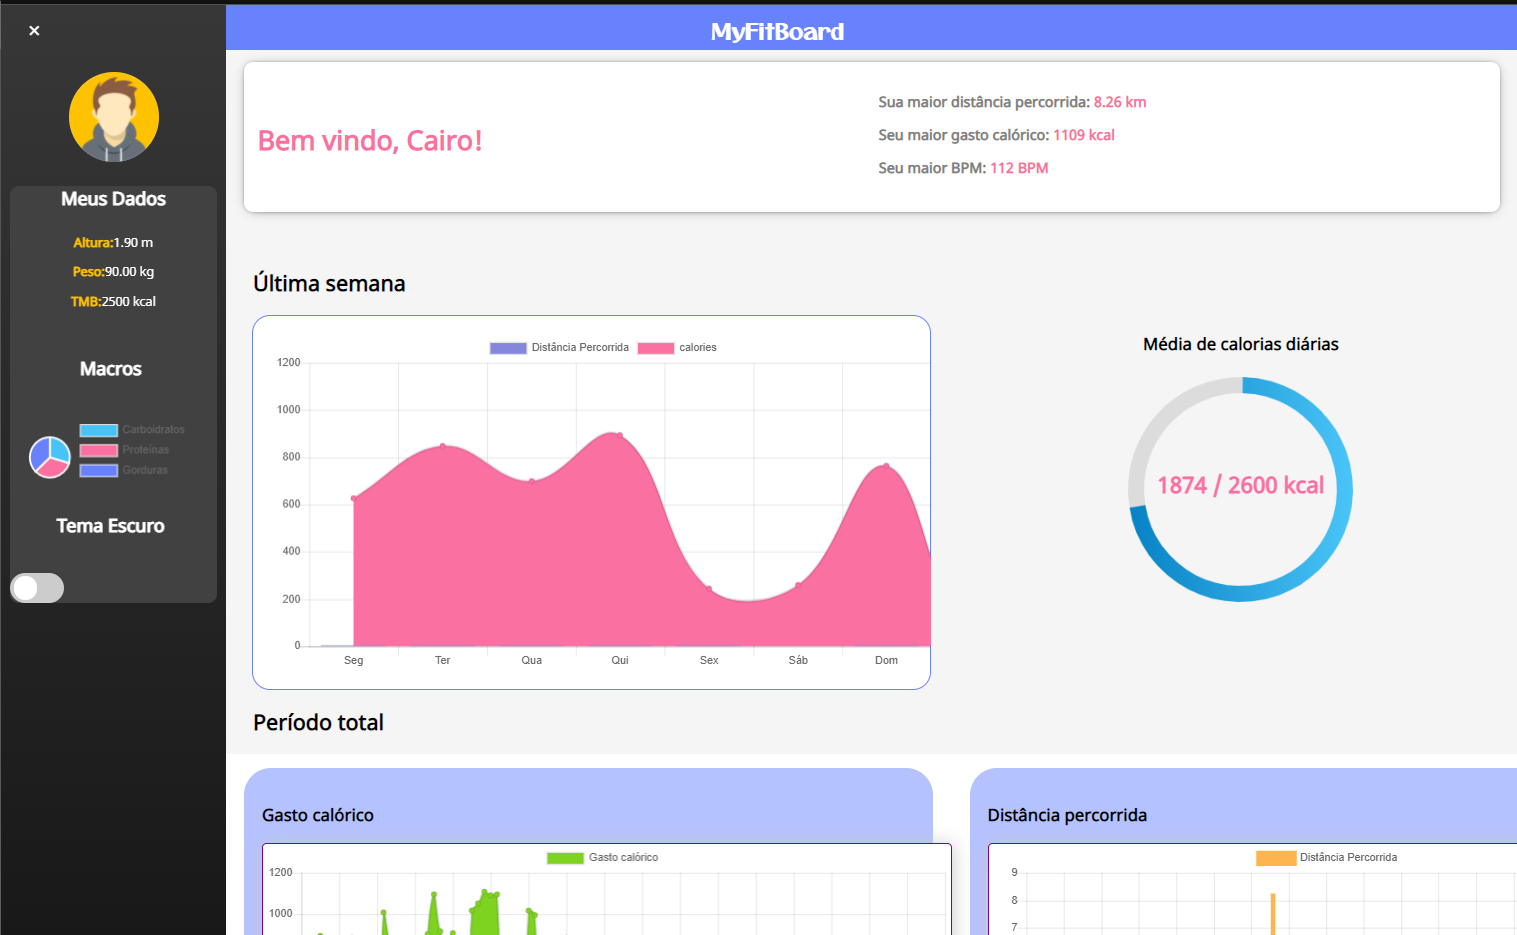 ×
MyFitBoard
Bem vindo, Cairo!
Sua maior distância percorrida: 8.26 km
Seu maior gasto calórico: 1109 kcal
Seu maior BPM: 112 BPM
Meus Dados
Altura:1.90 m
Peso:90.00 kg
TMB:2500 kcal
Macros
Carboidratos
Proteínas
Gorduras
Tema Escuro
Última semana
Distância Percorrida calories
1200
1000
800
600
400
200
0
Seg Ter Qua Qui Sex Sáb Dom
Média de calorias diárias
1874 / 2600 kcal
Período total
Gasto calórico
Gasto calórico
1200
1000
Distância percorrida
Distância Percorrida
9
8
7